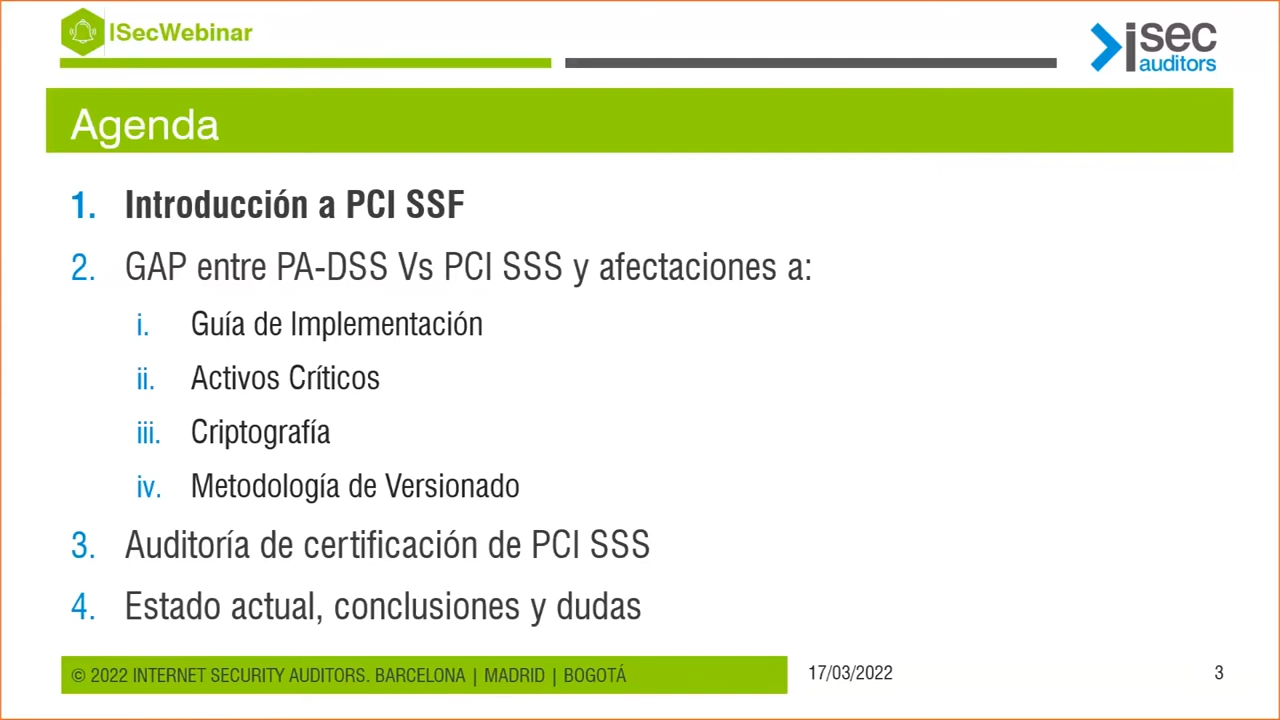 ISecWebinar
isec
auditors
Agenda
1. Introducción a PCI SSF
2. GAP entre PA-DSS Vs PCI SSS y afectaciones a:
i. Guía de Implementación
ii. Activos Críticos
iii. Criptografía
iv. Metodología de Versionado
3. Auditoría de certificación de PCI SSS
4. Estado actual, conclusiones y dudas
© 2022 INTERNET SECURITY AUDITORS. BARCELONA | MADRID | BOGOTÁ
17/03/2022
3